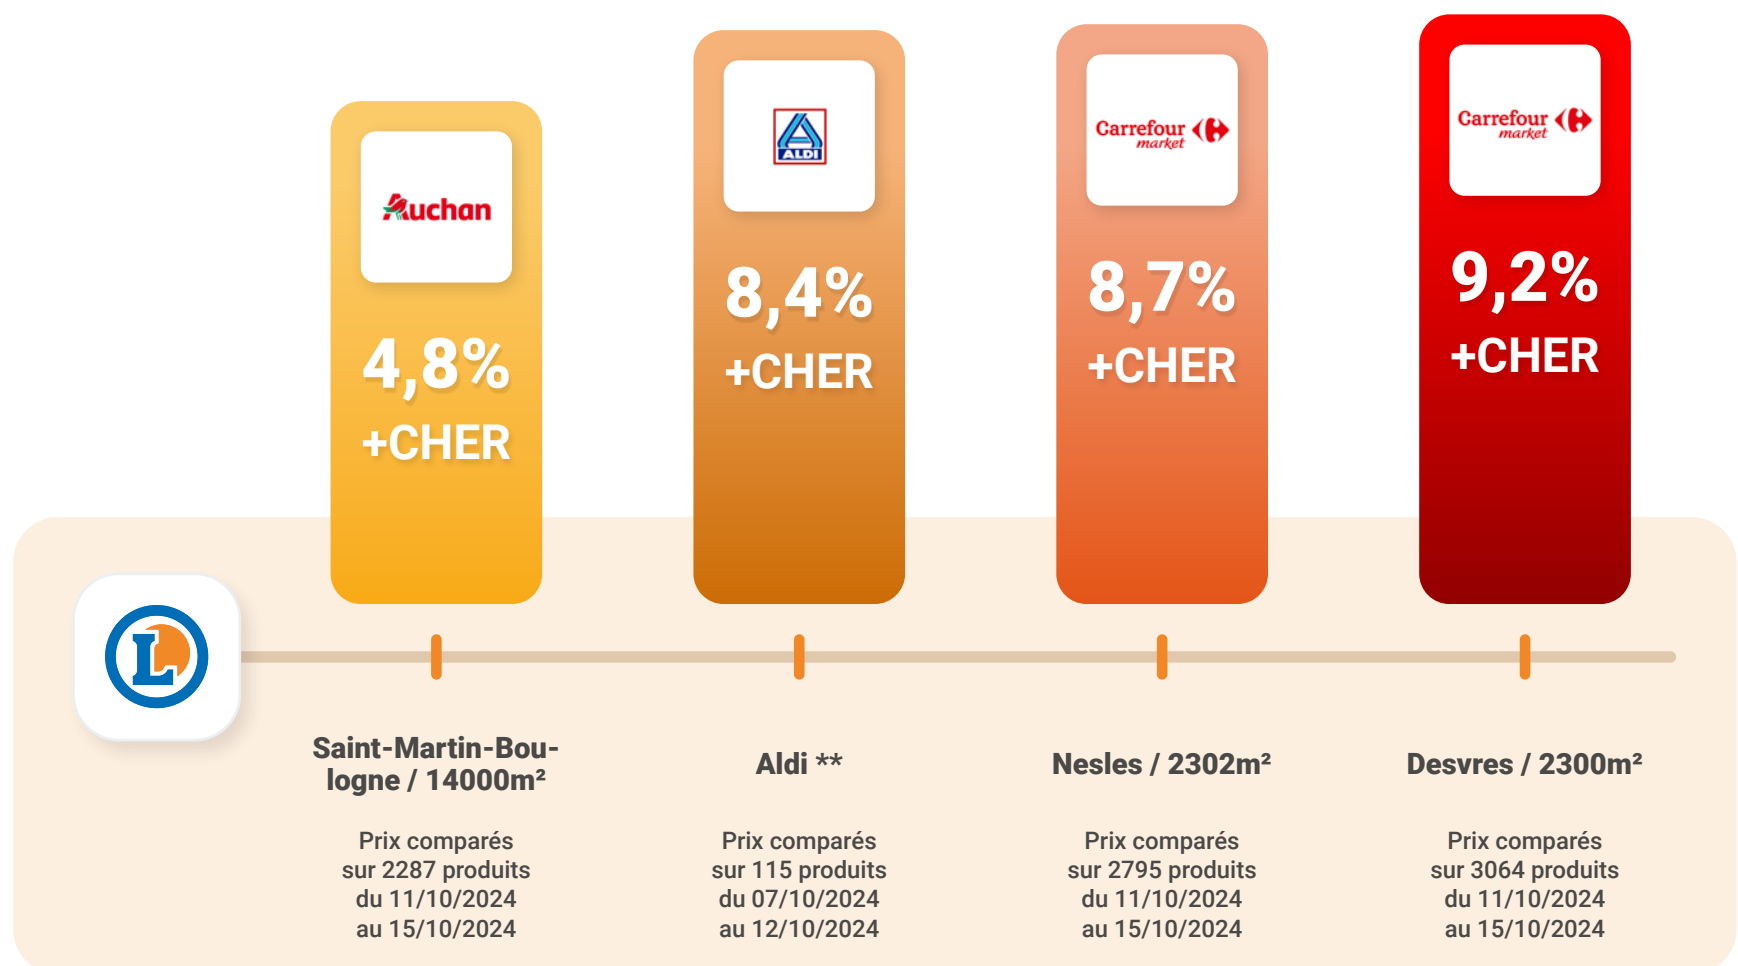 Auchan
4,8%
+CHER
ALDI
8,4%
+CHER
Carrefour
market
8,7%
+CHER
Carrefour
market
9,2%
+CHER
L
Saint-Martin-Bou-
logne / 14000m²
Prix comparés
sur 2287 produits
du 11/10/2024
au 15/10/2024
Aldi **
Prix comparés
sur 115 produits
du 07/10/2024
au 12/10/2024
Nesles / 2302m²
Prix comparés
sur 2795 produits
du 11/10/2024
au 15/10/2024
Desvres / 2300m²
Prix comparés
sur 3064 produits
du 11/10/2024
au 15/10/2024